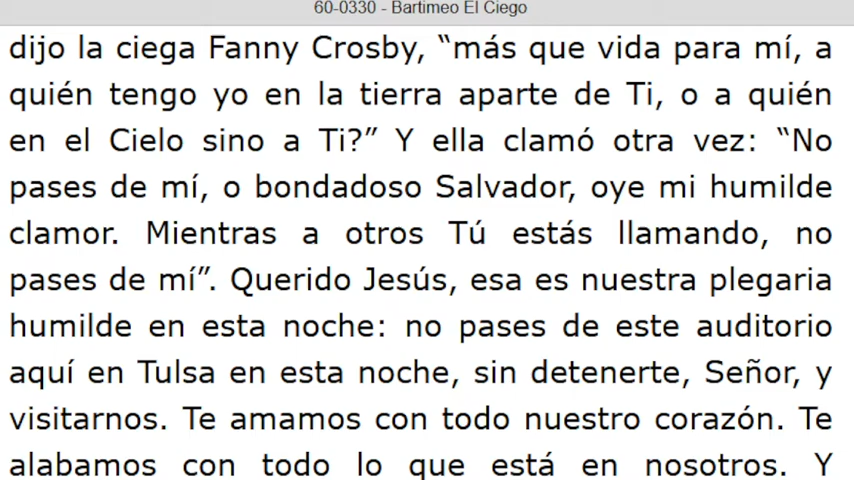 60-0330 - Bartimeo El Ciego
dijo la ciega Fanny Crosby, “más que vida para mí, a
quién tengo yo en la tierra aparte de Ti, o a quién
en el Cielo sino a Ti?” Y ella clamó otra vez: “No
pases de mí, o bondadoso Salvador, oye mi humilde
clamor. Mientras a otros Tú estás llamando, no
pases de mí”. Querido Jesús, esa es nuestra plegaria
humilde en esta noche: no pases de este auditorio
aquí en Tulsa en esta noche, sin detenerte, Señor, y
visitarnos. Te amamos con todo nuestro corazón. Te
alabamos con todo lo que está en nosotros. Y